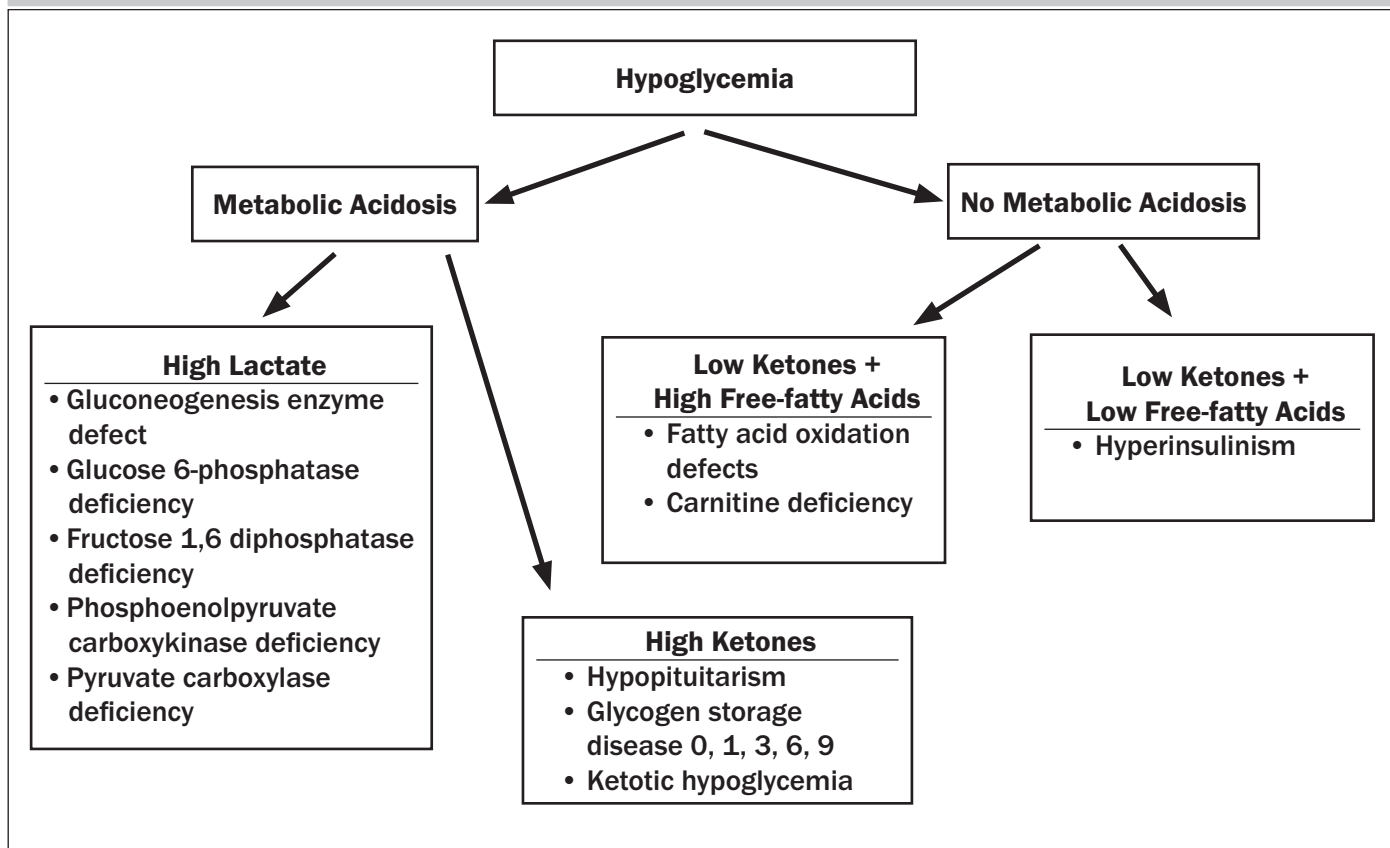 Hypoglycemia
Metabolic Acidosis
No Metabolic Acidosis
High Lactate
• Gluconeogenesis enzyme
defect
• Glucose 6-phosphatase
deficiency
• Fructose 1,6 diphosphatase
deficiency
• Phosphoenolpyruvate
carboxykinase deficiency
• Pyruvate carboxylase
deficiency
High Ketones
• Hypopituitarism
• Glycogen storage
disease 0, 1, 3, 6, 9
• Ketotic hypoglycemia
Low Ketones +
High Free-fatty Acids
• Fatty acid oxidation
defects
• Carnitine deficiency
Low Ketones +
Low Free-fatty Acids
• Hyperinsulinism